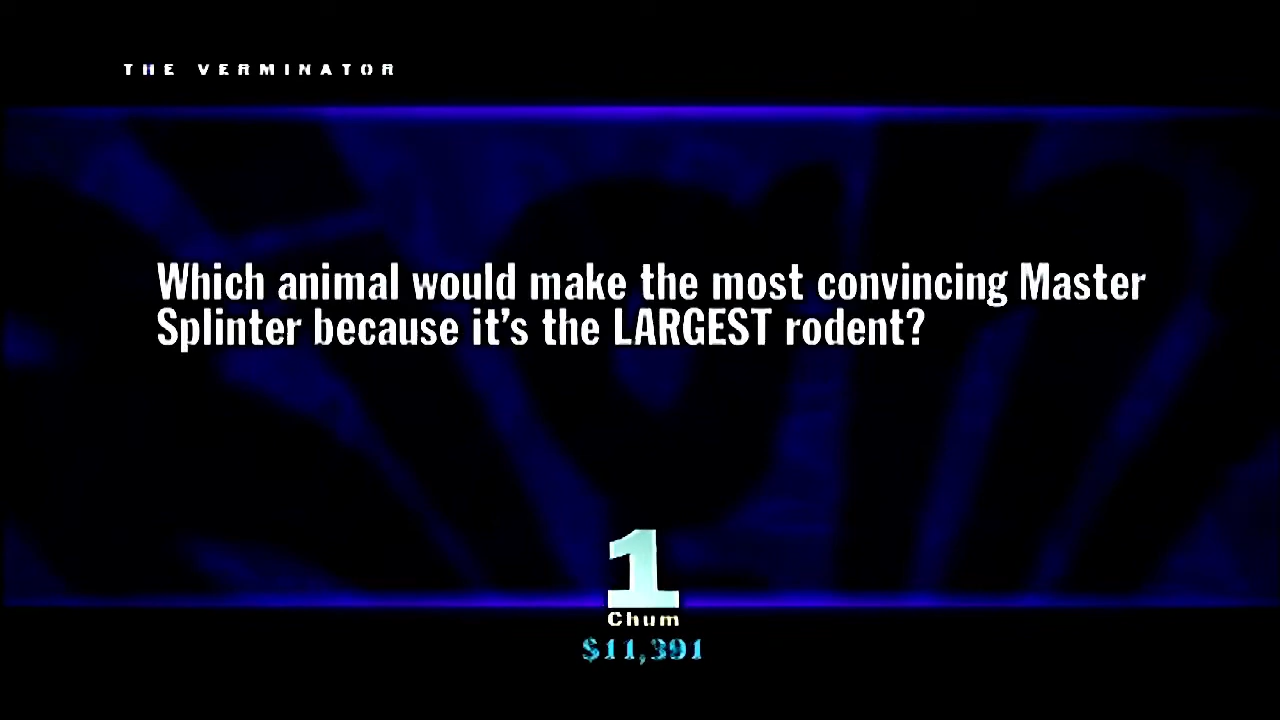 THE VERMINATOR
Which animal would make the most convincing Master
Splinter because it's the LARGEST rodent?
1
Chum
$11,391